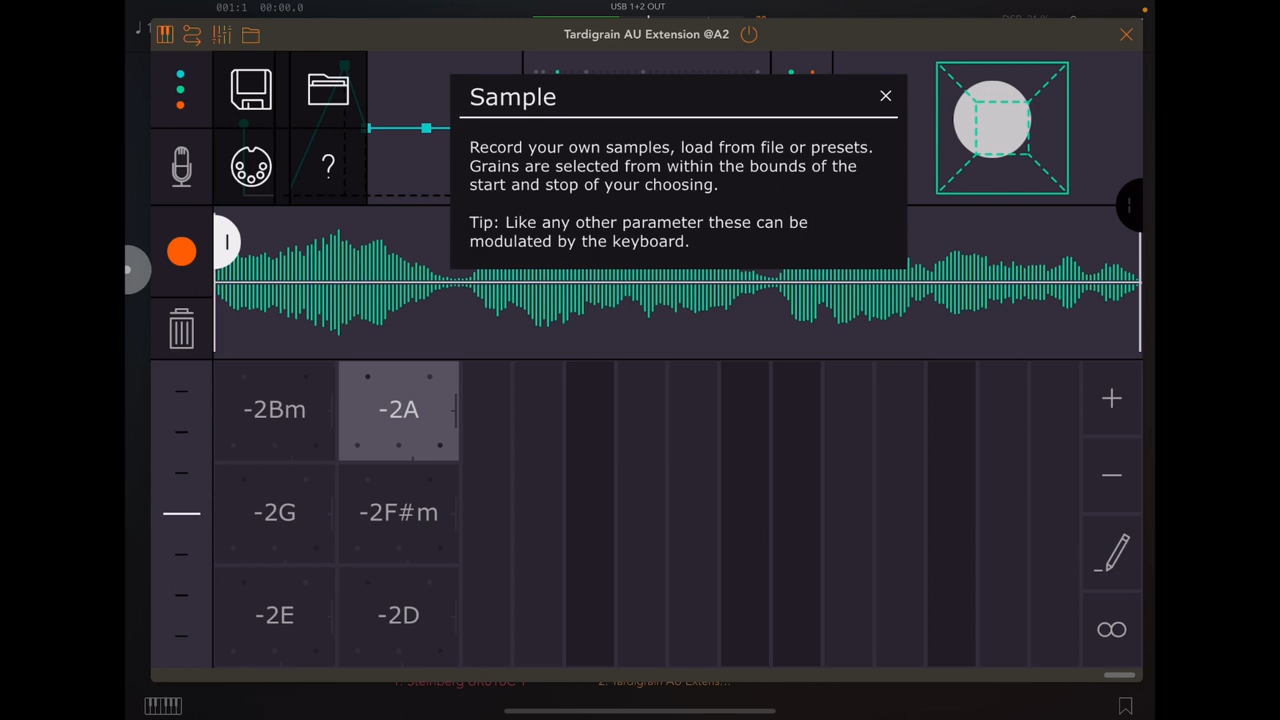 001:1 00:00.0
USB 1+2 OUT
Tardigrain AU Extension @A2
Sample
Record your own samples, load from file or presets.
Grains are selected from within the bounds of the
start and stop of your choosing.
Tip: Like any other parameter these can be
modulated by the keyboard.
?
-2Bm
-2A
-2G
-2F#m
-2E
-2D